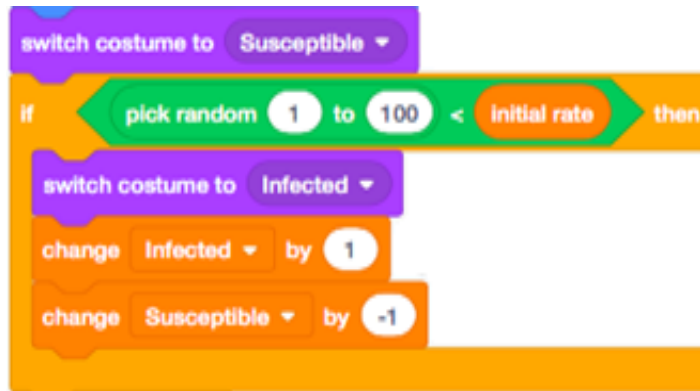 switch costume to Susceptible
if pick random 1 to 100 < initial rate then
switch costume to Infected
change Infected by 1
change Susceptible by -1